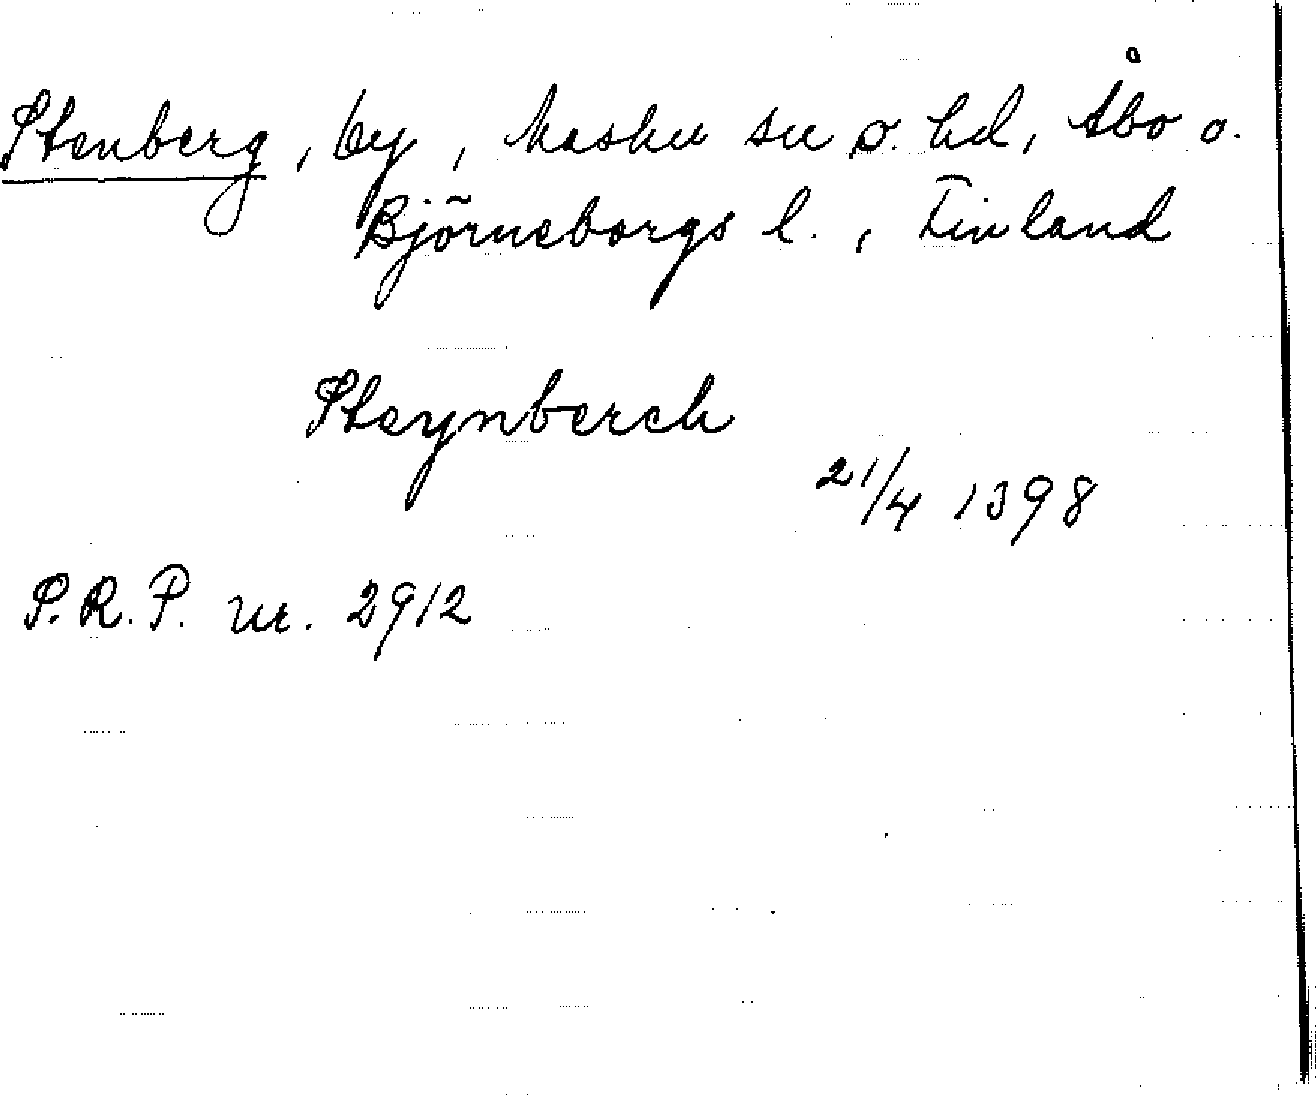 Stenberg, by, Masku sn o. hd, Åbo o.
Björneborgs l., Finland
Steynberch
21/4 1398
S.R.P. nr. 2912